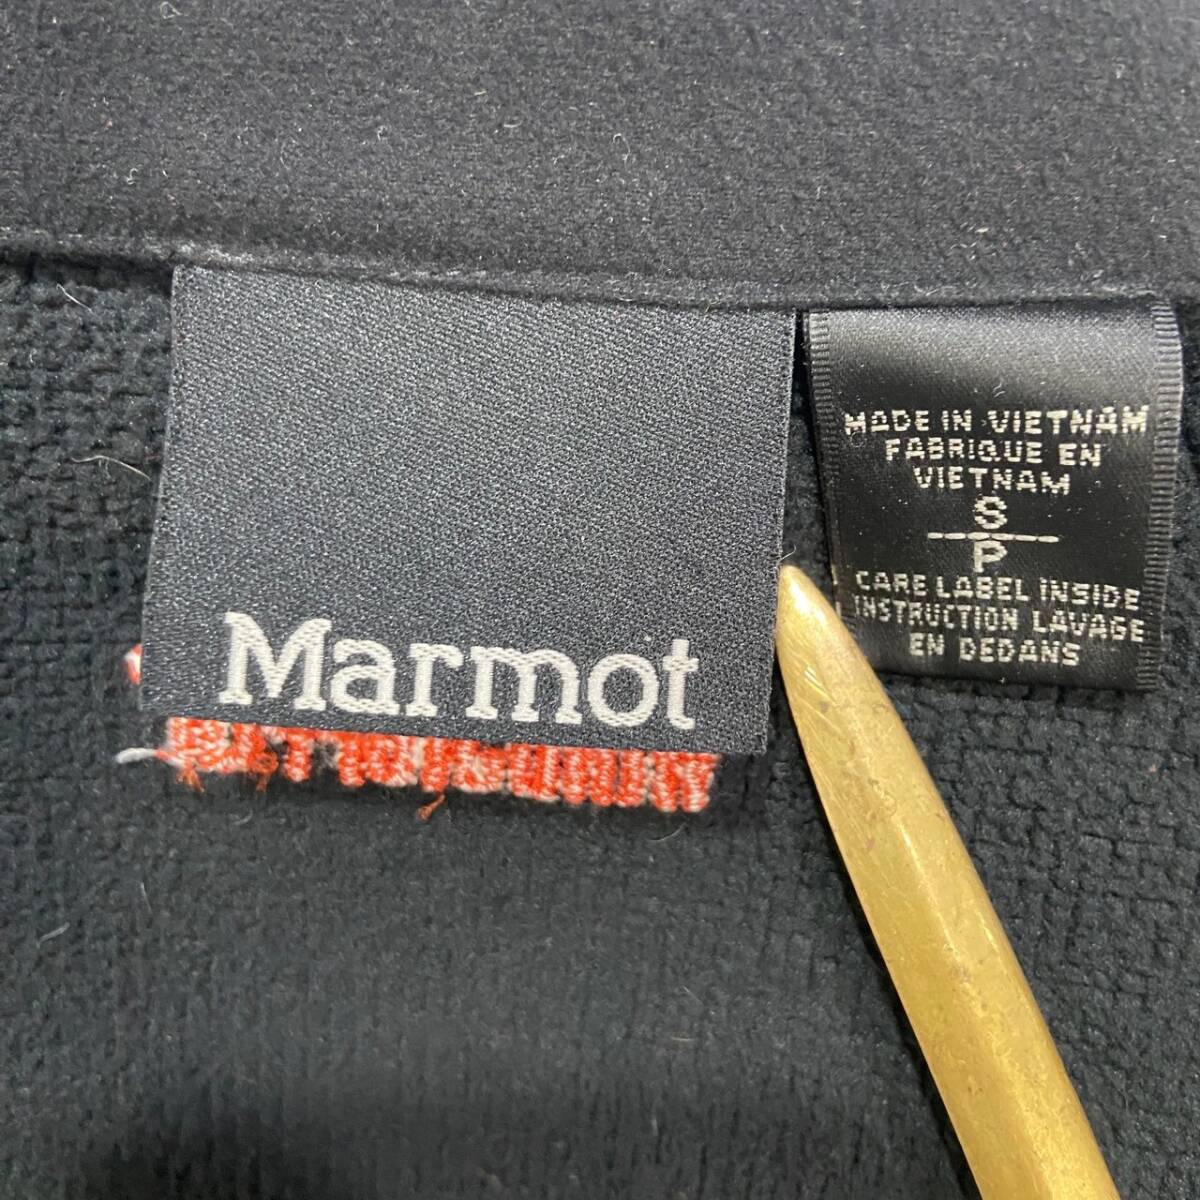 Marmot
MADE IN VIETNAM
FABRIQUE EN
VIETNAM
S
P
CARE LABEL INSIDE
INSTRUCTION LAVAGE
EN DEDANS